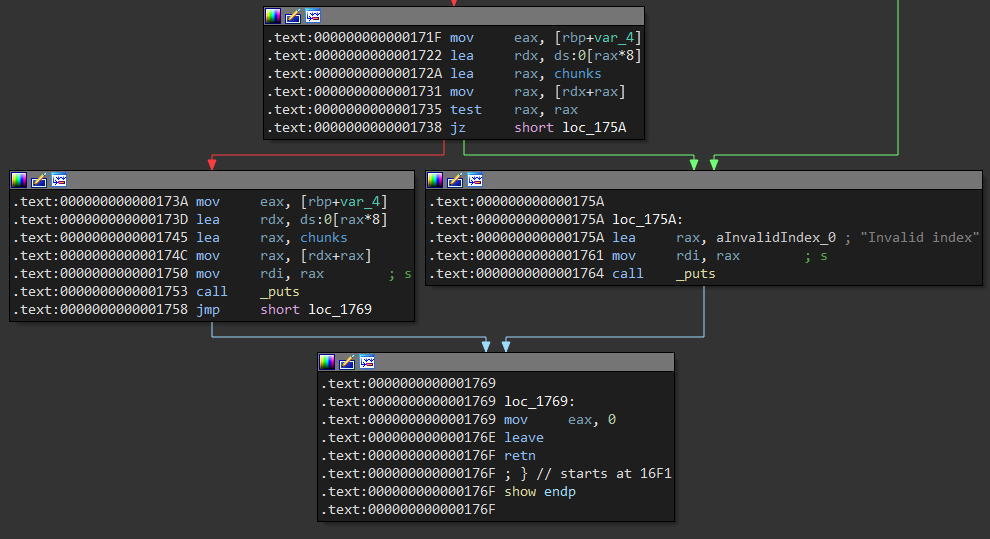 .text:000000000000171F mov     eax, [rbp+var_4]
.text:0000000000001722 lea     rdx, ds:0[rax*8]
.text:000000000000172A lea     rax, chunks
.text:0000000000001731 mov     rax, [rdx+rax]
.text:0000000000001735 test    rax, rax
.text:0000000000001738 jz      short loc_175A
.text:000000000000173A mov     eax, [rbp+var_4]
.text:000000000000173D lea     rdx, ds:0[rax*8]
.text:0000000000001745 lea     rax, chunks
.text:000000000000174C mov     rax, [rdx+rax]
.text:0000000000001750 mov     rdi, rax        ; s
.text:0000000000001753 call    _puts
.text:0000000000001758 jmp     short loc_1769
.text:000000000000175A
.text:000000000000175A loc_175A:
.text:000000000000175A lea     rax, aInvalidIndex_0 ; "Invalid index"
.text:0000000000001761 mov     rdi, rax        ; s
.text:0000000000001764 call    _puts
.text:0000000000001769
.text:0000000000001769 loc_1769:
.text:0000000000001769 mov     eax, 0
.text:000000000000176E leave
.text:000000000000176F retn
.text:000000000000176F ; } // starts at 16F1
.text:000000000000176F show endp
.text:000000000000176F